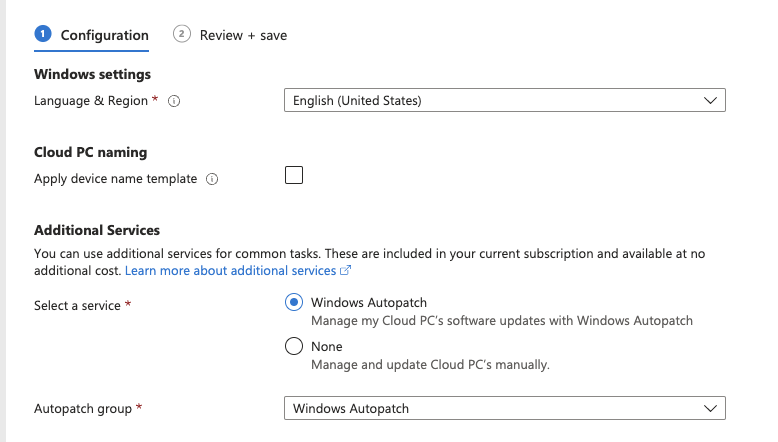 1 Configuration 2 Review + save
Windows settings
Language & Region * English (United States)
Cloud PC naming
Apply device name template
Additional Services
You can use additional services for common tasks. These are included in your current subscription and available at no
additional cost. Learn more about additional services
Select a service * Windows Autopatch
Manage my Cloud PC's software updates with Windows Autopatch
None
Manage and update Cloud PC's manually.
Autopatch group * Windows Autopatch